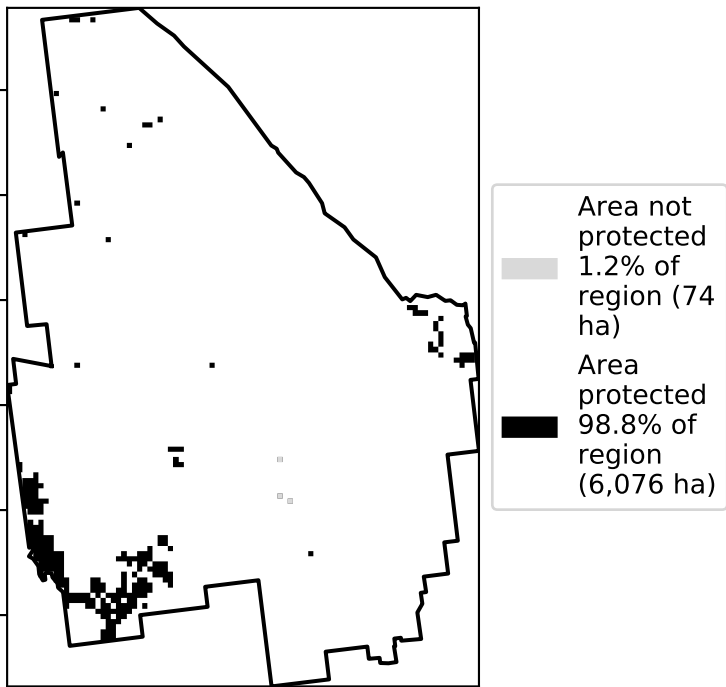 Area not
protected
1.2% of
region (74
ha)
Area
protected
98.8% of
region
(6,076 ha)